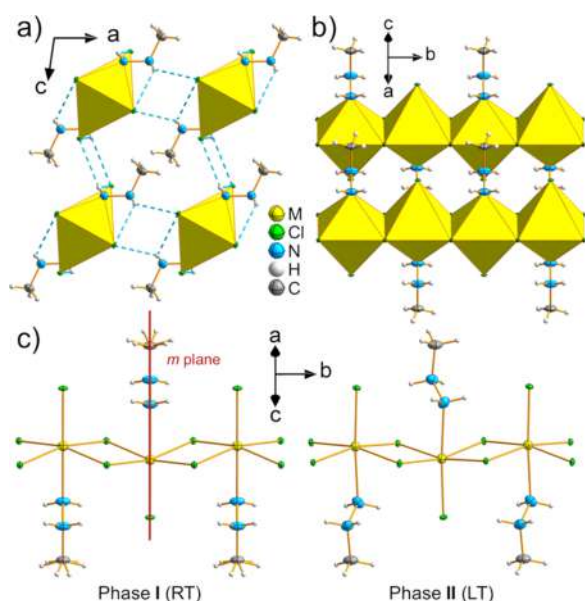 a)
a
c
b)
c
b
a
M
Cl
N
H
C
c)
m plane
a
b
c
Phase I (RT)
Phase II (LT)